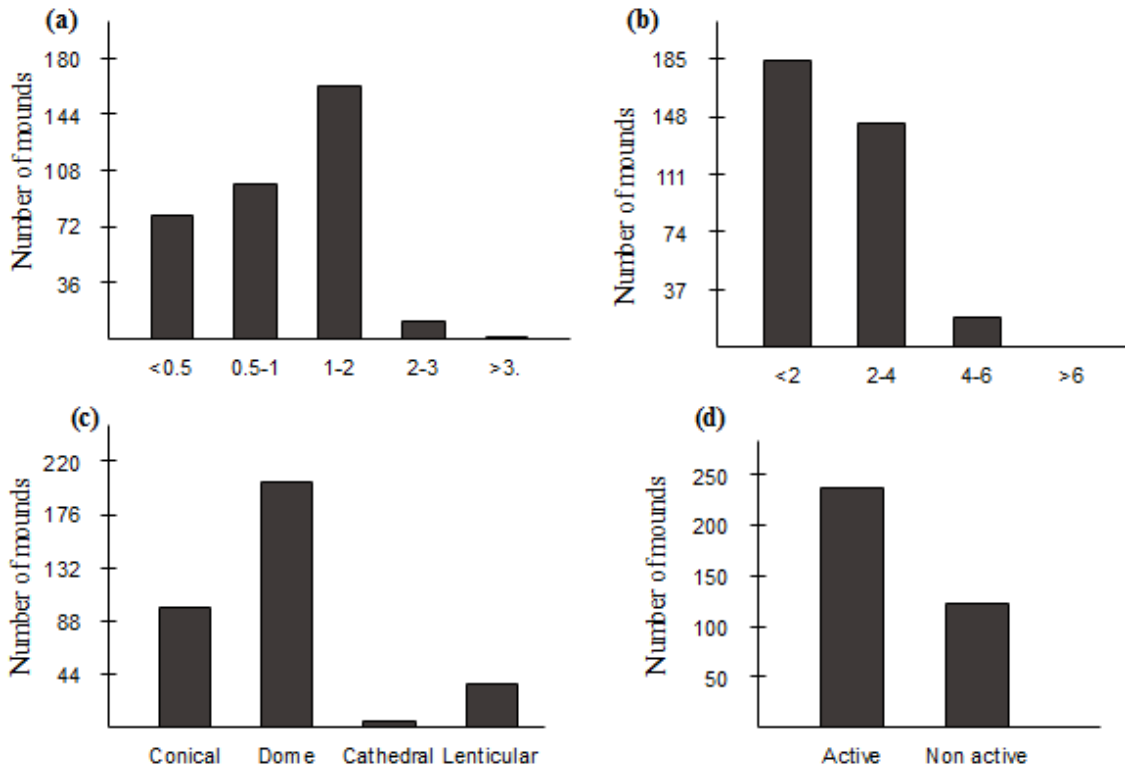 (a)
Number of mounds
180
144
108
72
36
<0.5 0.5-1 1-2 2-3 >3.
(b)
Number of mounds
185
148
111
74
37
<2 2-4 4-6 >6
(c)
Number of mounds
220
176
132
88
44
Conical Dome Cathedral Lenticular
(d)
Number of mounds
250
200
150
100
50
Active Non active